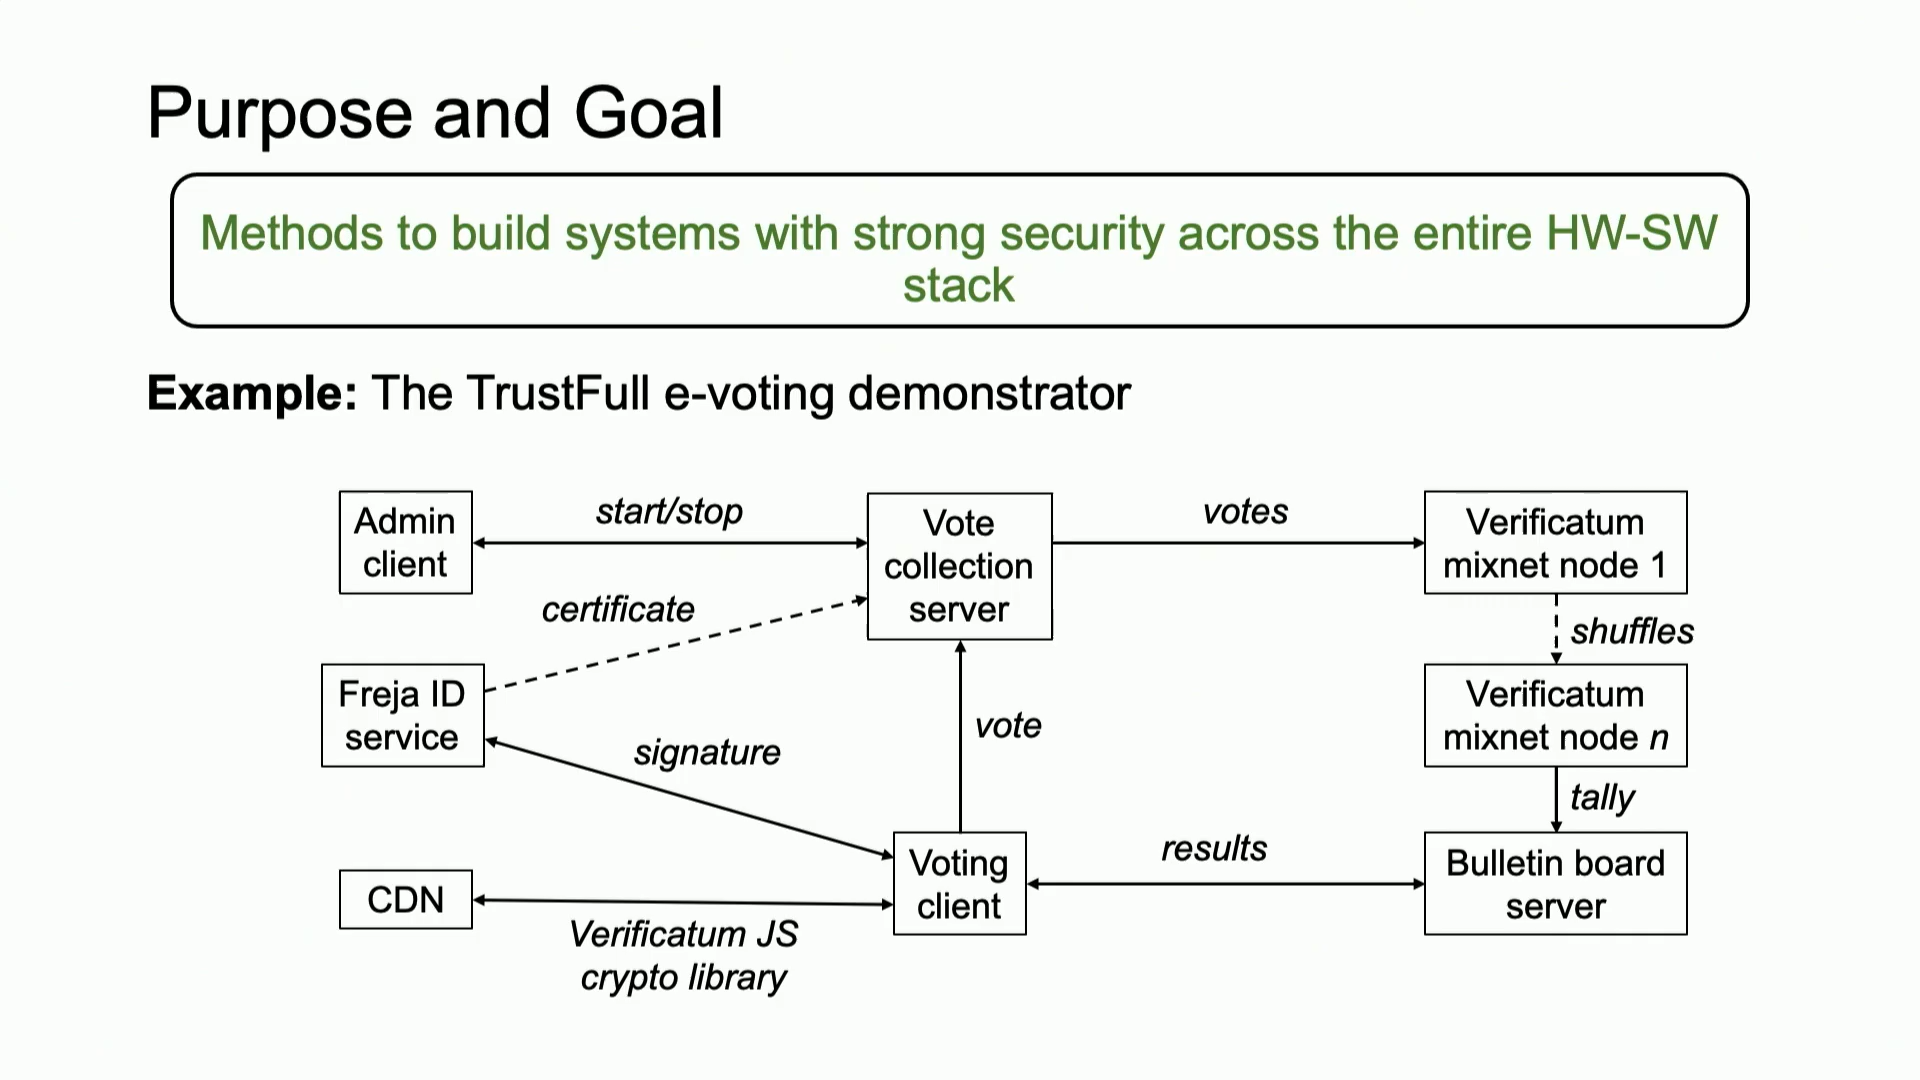 Purpose and Goal
Methods to build systems with strong security across the entire HW-SW
stack
Example: The TrustFull e-voting demonstrator
Admin
client
start/stop
Vote
collection
server
votes
Verificatum
mixnet node 1
certificate
shuffles
Freja ID
service
signature
vote
Verificatum
mixnet node n
tally
CDN
Verificatum JS
crypto library
Voting
client
results
Bulletin board
server